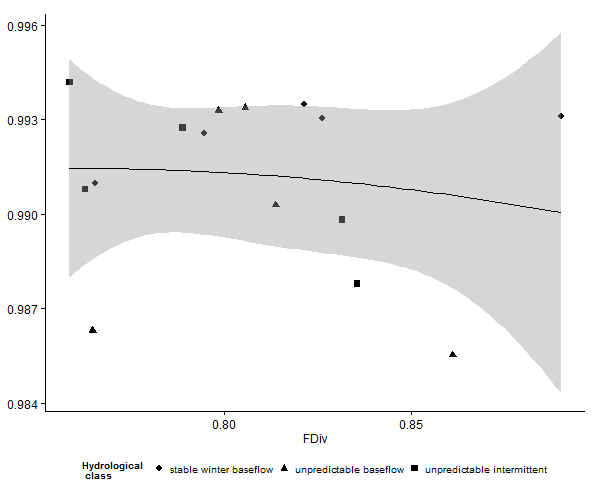 0.996
0.993
0.990
0.987
0.984
0.80 0.85
FDiv
Hydrological
class
stable winter baseflow unpredictable baseflow unpredictable intermittent